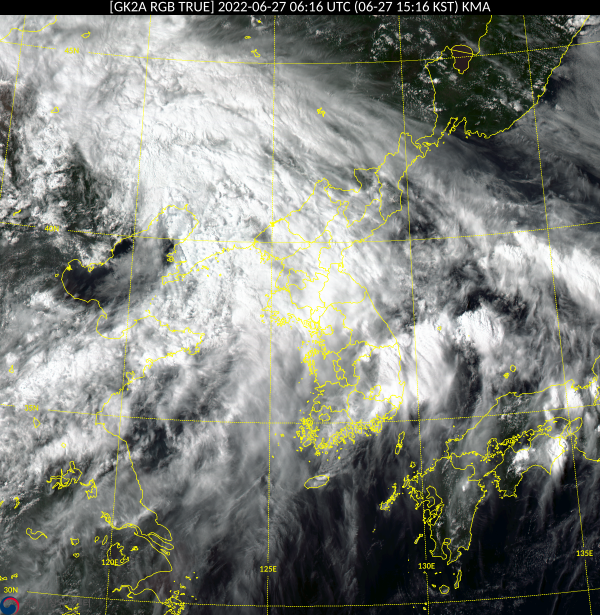 [GK2A RGB TRUE] 2022-06-27 06:16 UTC (06-27 15:16 KST) KMA
120E
125E
130E
135E
30N